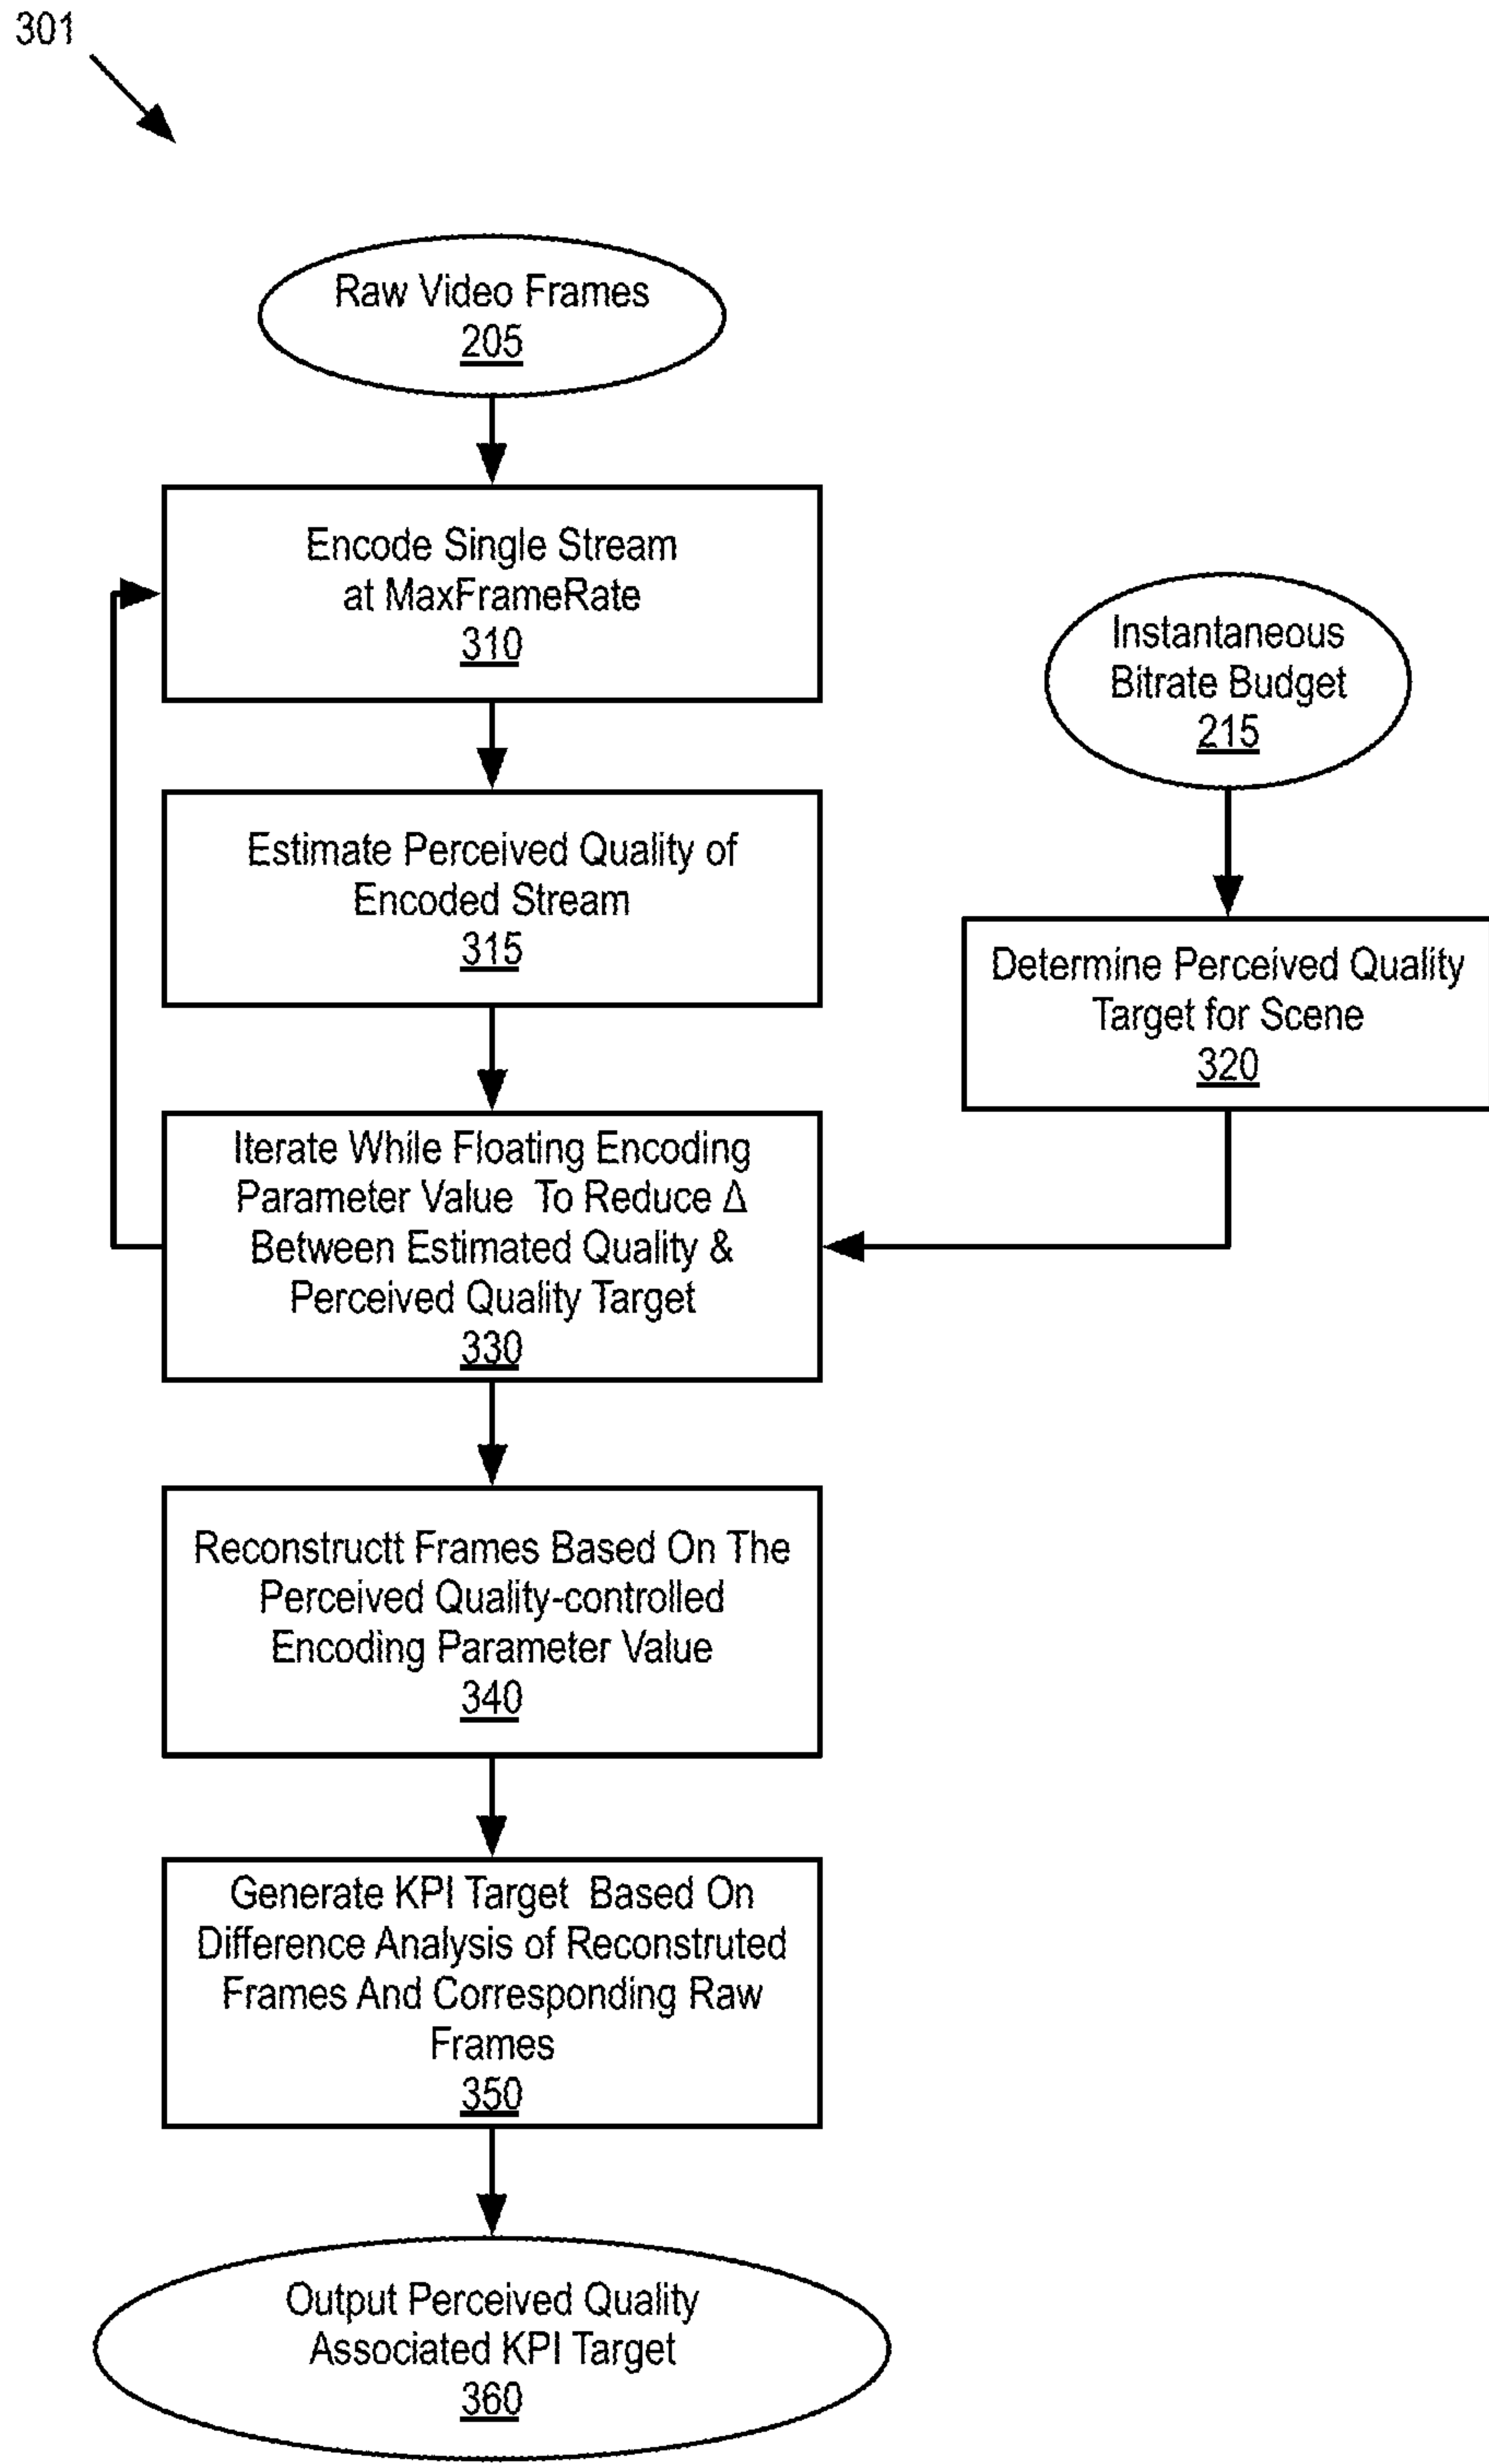 301
Raw Video Frames
205
Encode Single Stream
at MaxFrameRate
310
Instantaneous
Bitrate Budget
215
Estimate Perceived Quality of
Encoded Stream
315
Determine Perceived Quality
Target for Scene
320
Iterate While Floating Encoding
Parameter Value To Reduce Δ
Between Estimated Quality &
Perceived Quality Target
330
Reconstructt Frames Based On The
Perceived Quality-controlled
Encoding Parameter Value
340
Generate KPI Target Based On
Difference Analysis of Reconstruted
Frames And Corresponding Raw
Frames
350
Output Perceived Quality
Associated KPI Target
360